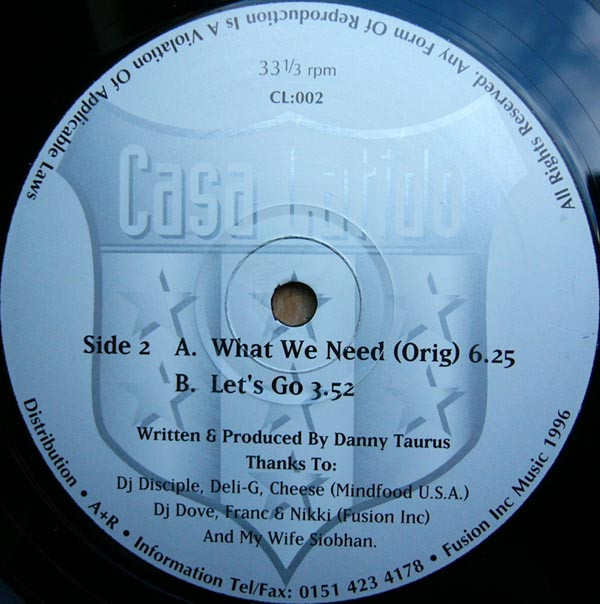 All Rights Reserved. Any Form Of Reproduction Is A Violation Of Applicable Laws
33 1/3 rpm
CL:002
Casa Latido
Side 2 A. What We Need (Orig) 6.25
B. Let's Go 3.52
Written & Produced By Danny Taurus
Thanks To:
Dj Disciple, Deli-G, Cheese (Mindfood U.S.A.)
Dj Dove, Franc & Nikki (Fusion Inc)
And My Wife Siobhan.
Distribution • A+R • Information Tel/Fax: 0151 423 4178 • Fusion Inc Music 1996